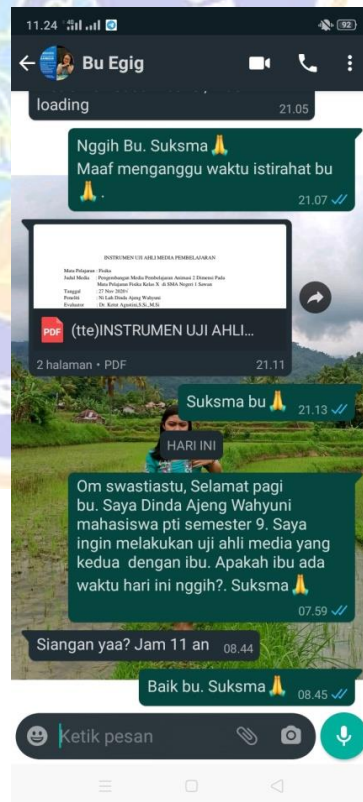 11.24
92
Bu Egig
loading
21.05
Nggih Bu. Suksma 🙏
Maaf menganggu waktu istirahat bu
🙏.
21.07
INSTRUMEN UJI AHLI MEDIA PEMBELAJARAN
Mata Pelajaran : Fisika
Judul Media : Pengembangan Media Pembelajaran Animasi 2 Dimensi Pada
Mata Pelajaran Fisika Kelas X di SMA Negeri 1 Sawan
Tanggal : 27 Nov 2020
Peneliti : Ni Luh Dinda Ajeng Wahyuni
Evaluator : Dr. Ketut Agustini,S.Si.,M.Si
PDF
(tte)INSTRUMEN UJI AHLI...
2 halaman • PDF
21.11
Suksma bu 🙏
21.13
HARI INI
Om swastiastu, Selamat pagi
bu. Saya Dinda Ajeng Wahyuni
mahasiswa pti semester 9. Saya
ingin melakukan uji ahli media yang
kedua dengan ibu. Apakah ibu ada
waktu hari ini nggih?. Suksma 🙏
07.59
Siangan yaa? Jam 11 an
08.44
Baik bu. Suksma 🙏
08.45
Ketik pesan